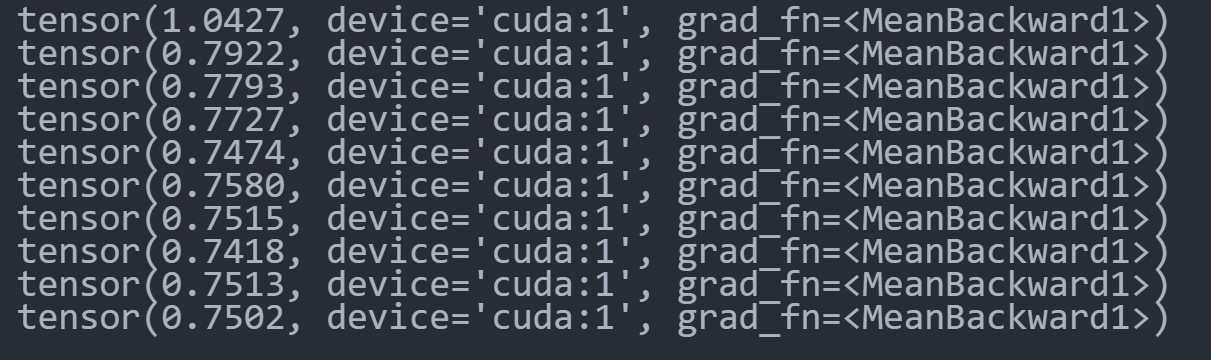 tensor(1.0427, device='cuda:1', grad_fn=<MeanBackward1>)
tensor(0.7922, device='cuda:1', grad_fn=<MeanBackward1>)
tensor(0.7793, device='cuda:1', grad_fn=<MeanBackward1>)
tensor(0.7727, device='cuda:1', grad_fn=<MeanBackward1>)
tensor(0.7474, device='cuda:1', grad_fn=<MeanBackward1>)
tensor(0.7580, device='cuda:1', grad_fn=<MeanBackward1>)
tensor(0.7515, device='cuda:1', grad_fn=<MeanBackward1>)
tensor(0.7418, device='cuda:1', grad_fn=<MeanBackward1>)
tensor(0.7513, device='cuda:1', grad_fn=<MeanBackward1>)
tensor(0.7502, device='cuda:1', grad_fn=<MeanBackward1>)